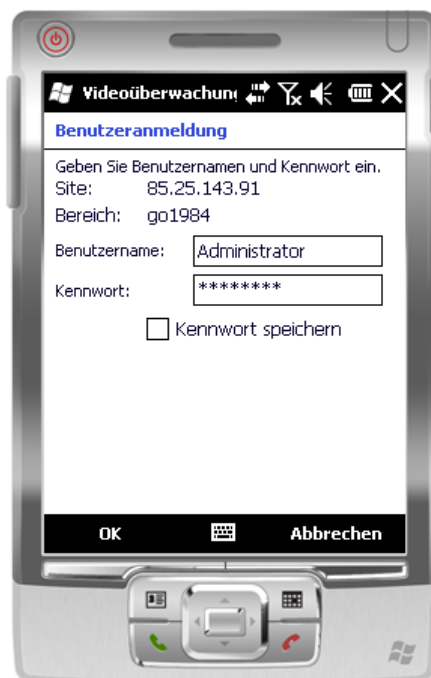 Videoüberwachun
Benutzeranmeldung
Geben Sie Benutzernamen und Kennwort ein.
Site: 85.25.143.91
Bereich: go1984
Benutzername: Administrator
Kennwort: ********
Kennwort speichern
OK Abbrechen